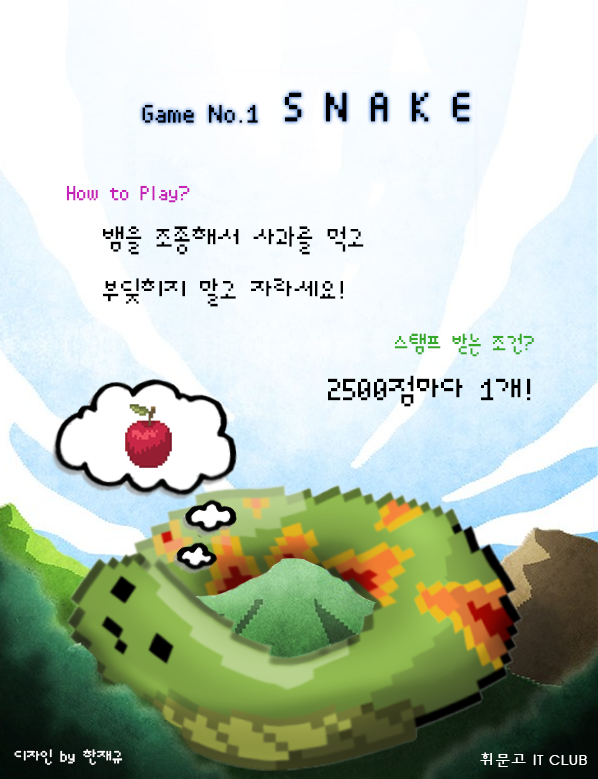 Game No.1 SNAKE
How to Play?
뱀을 조종해서 사과를 먹고
부딪히지 말고 자라세요!
스탬프 받는 조건?
2500점마다 1개!
디자인 by 한재규
휘문고 IT CLUB